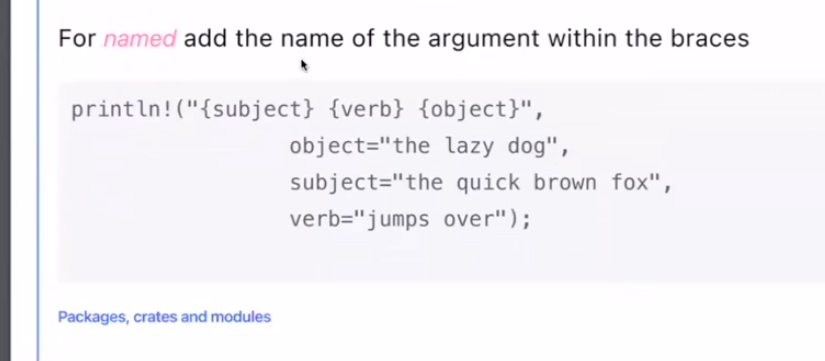 For named add the name of the argument within the braces
println!("{subject} {verb} {object}",
object="the lazy dog",
subject="the quick brown fox",
verb="jumps over");
Packages, crates and modules